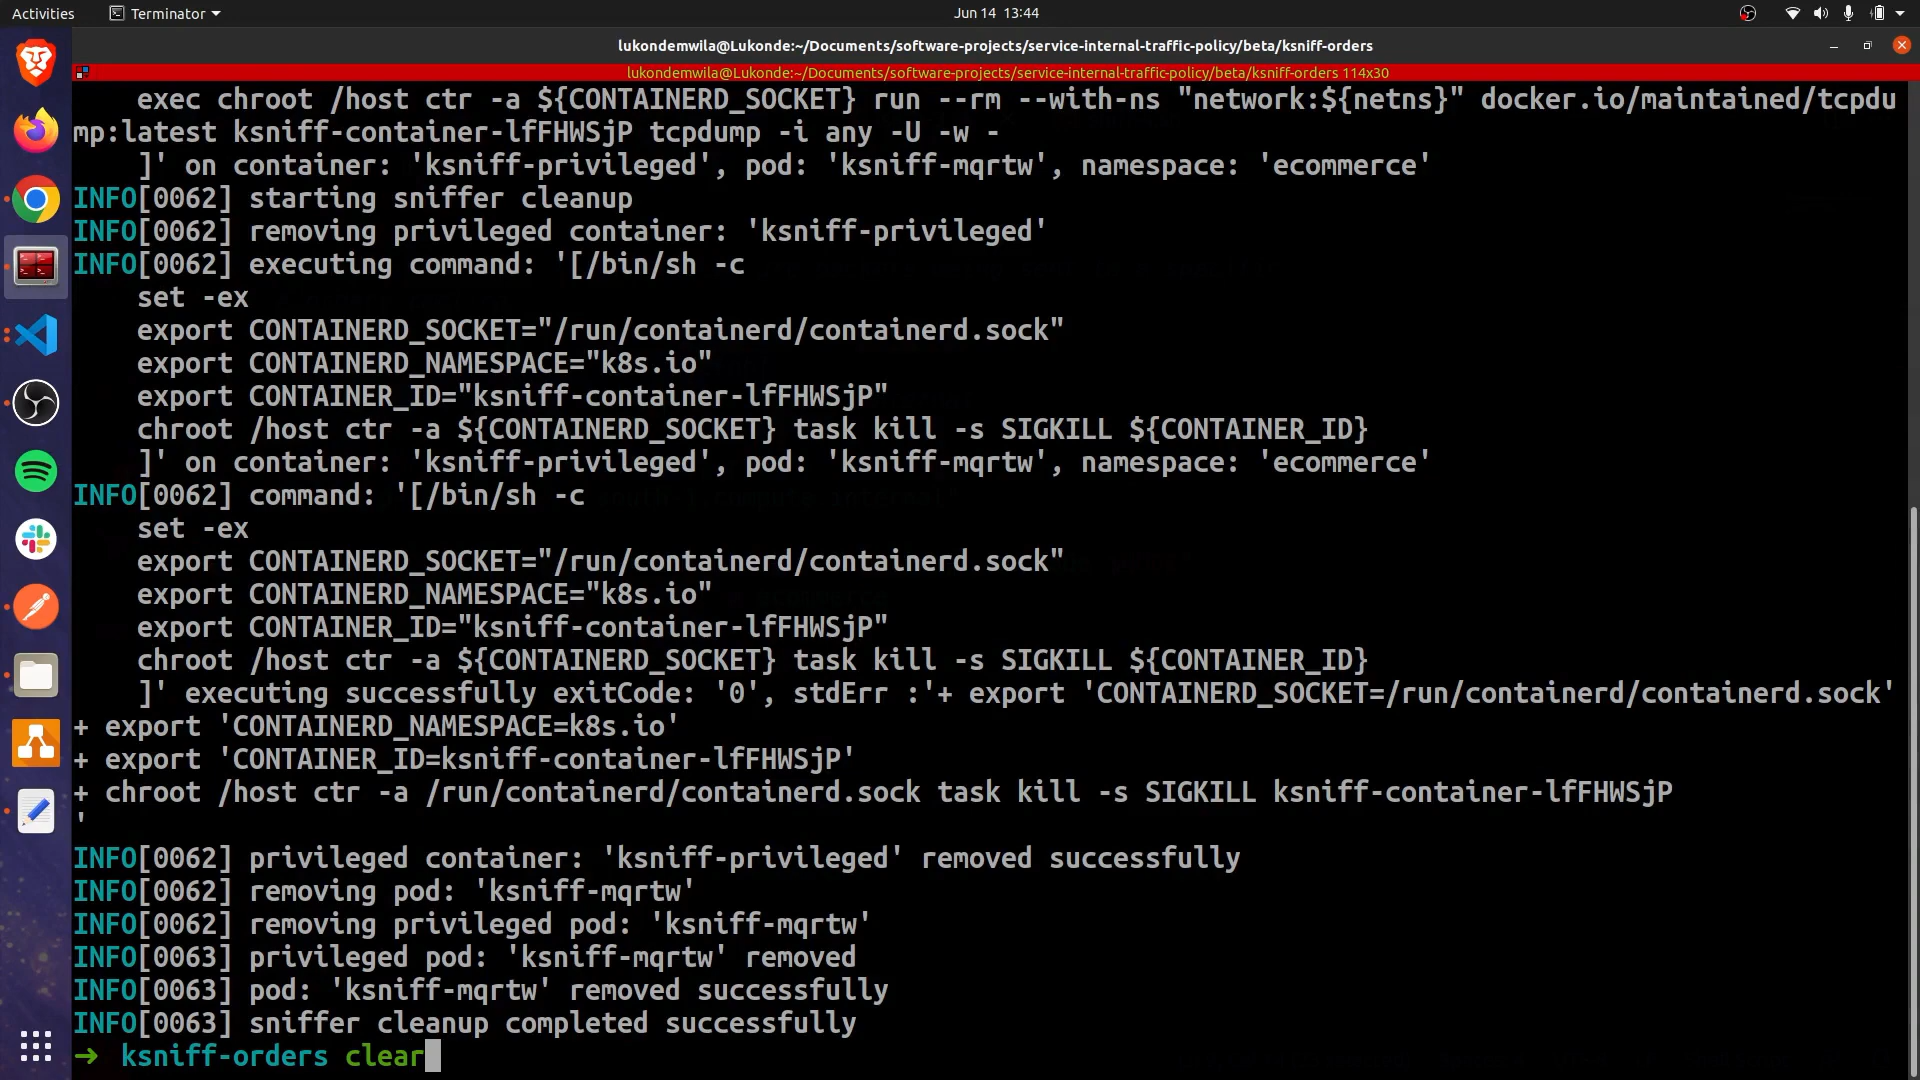 Activities
Terminator
Jun 14 13:44
lukondemwila@Lukonde:~/Documents/software-projects/service-internal-traffic-policy/beta/ksniff-orders
lukondemwila@Lukonde:~/Documents/software-projects/service-internal-traffic-policy/beta/ksniff-orders 114x30
exec chroot /host ctr -a ${CONTAINERD_SOCKET} run --rm --with-ns "network:${netns}" docker.io/maintained/tcpdu
mp:latest ksniff-container-lfFHWSjP tcpdump -i any -U -w -
]' on container: 'ksniff-privileged', pod: 'ksniff-mqrtw', namespace: 'ecommerce'
INFO[0062] starting sniffer cleanup
INFO[0062] removing privileged container: 'ksniff-privileged'
INFO[0062] executing command: '[/bin/sh -c
set -ex
export CONTAINERD_SOCKET="/run/containerd/containerd.sock"
export CONTAINERD_NAMESPACE="k8s.io"
export CONTAINER_ID="ksniff-container-lfFHWSjP"
chroot /host ctr -a ${CONTAINERD_SOCKET} task kill -s SIGKILL ${CONTAINER_ID}
]' on container: 'ksniff-privileged', pod: 'ksniff-mqrtw', namespace: 'ecommerce'
INFO[0062] command: '[/bin/sh -c
set -ex
export CONTAINERD_SOCKET="/run/containerd/containerd.sock"
export CONTAINERD_NAMESPACE="k8s.io"
export CONTAINER_ID="ksniff-container-lfFHWSjP"
chroot /host ctr -a ${CONTAINERD_SOCKET} task kill -s SIGKILL ${CONTAINER_ID}
]' executing successfully exitCode: '0', stdErr :'+ export 'CONTAINERD_SOCKET=/run/containerd/containerd.sock'
+ export 'CONTAINERD_NAMESPACE=k8s.io'
+ export 'CONTAINER_ID=ksniff-container-lfFHWSjP'
+ chroot /host ctr -a /run/containerd/containerd.sock task kill -s SIGKILL ksniff-container-lfFHWSjP
'
INFO[0062] privileged container: 'ksniff-privileged' removed successfully
INFO[0062] removing pod: 'ksniff-mqrtw'
INFO[0062] removing privileged pod: 'ksniff-mqrtw'
INFO[0063] privileged pod: 'ksniff-mqrtw' removed
INFO[0063] pod: 'ksniff-mqrtw' removed successfully
INFO[0063] sniffer cleanup completed successfully
➜ ksniff-orders clear